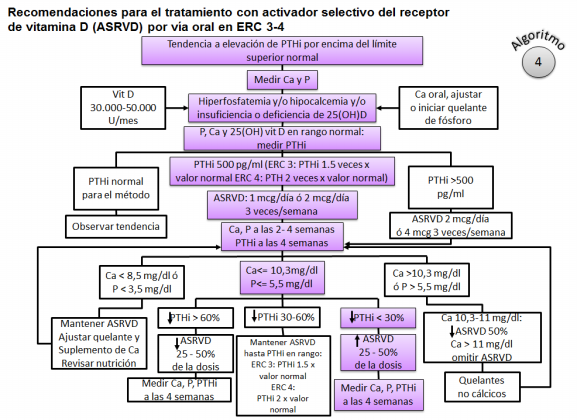 Recomendaciones para el tratamiento con activador selectivo del receptor
de vitamina D (ASRVD) por via oral en ERC 3-4
Algoritmo
4
Tendencia a elevación de PTHi por encima del límite
superior normal
Medir Ca y P
Vit D
30.000-50.000
U/mes
Hiperfosfatemia y/o hipocalcemia y/o
insuficiencia o deficiencia de 25(OH)D
Ca oral, ajustar
o iniciar quelante
de fósforo
P, Ca y 25(OH) vit D en rango normal:
medir PTHi
PTHi normal
para el método
PTHi 500 pg/ml (ERC 3: PTHi 1.5 veces x
valor normal ERC 4: PTH 2 veces x valor normal)
PTHi >500
pg/ml
Observar tendencia
ASRVD: 1 mcg/día ó 2 mcg/día
3 veces/semana
ASRVD 2 mcg/día
ó 4 mcg 3 veces/semana
Ca, P a las 2- 4 semanas
PTHi a las 4 semanas
Ca < 8,5 mg/dl ó
P < 3,5 mg/dl
Ca<= 10,3mg/dl
P<= 5,5 mg/dl
Ca >10,3 mg/dl
ó P > 5,5 mg/dl
Mantener ASRVD
Ajustar quelante y
Suplemento de Ca
Revisar nutrición
↓PTHi > 60%
↓ASRVD
25 - 50%
de la dosis
Medir Ca, P, PTHi
a las 4 semanas
↓PTHi 30-60%
Mantener ASRVD
hasta PTHi en rango:
ERC 3: PTHi 1.5 x
valor normal
ERC 4:
PTHi 2 x valor
normal
↓PTHi < 30%
↑ASRVD
25 - 50%
de la dosis
Medir Ca, P, PTHi
a las 4 semanas
Ca 10,3-11 mg/dl:
↓ASRVD 50%
Ca > 11 mg/dl
omitir ASRVD
Quelantes
no cálcicos